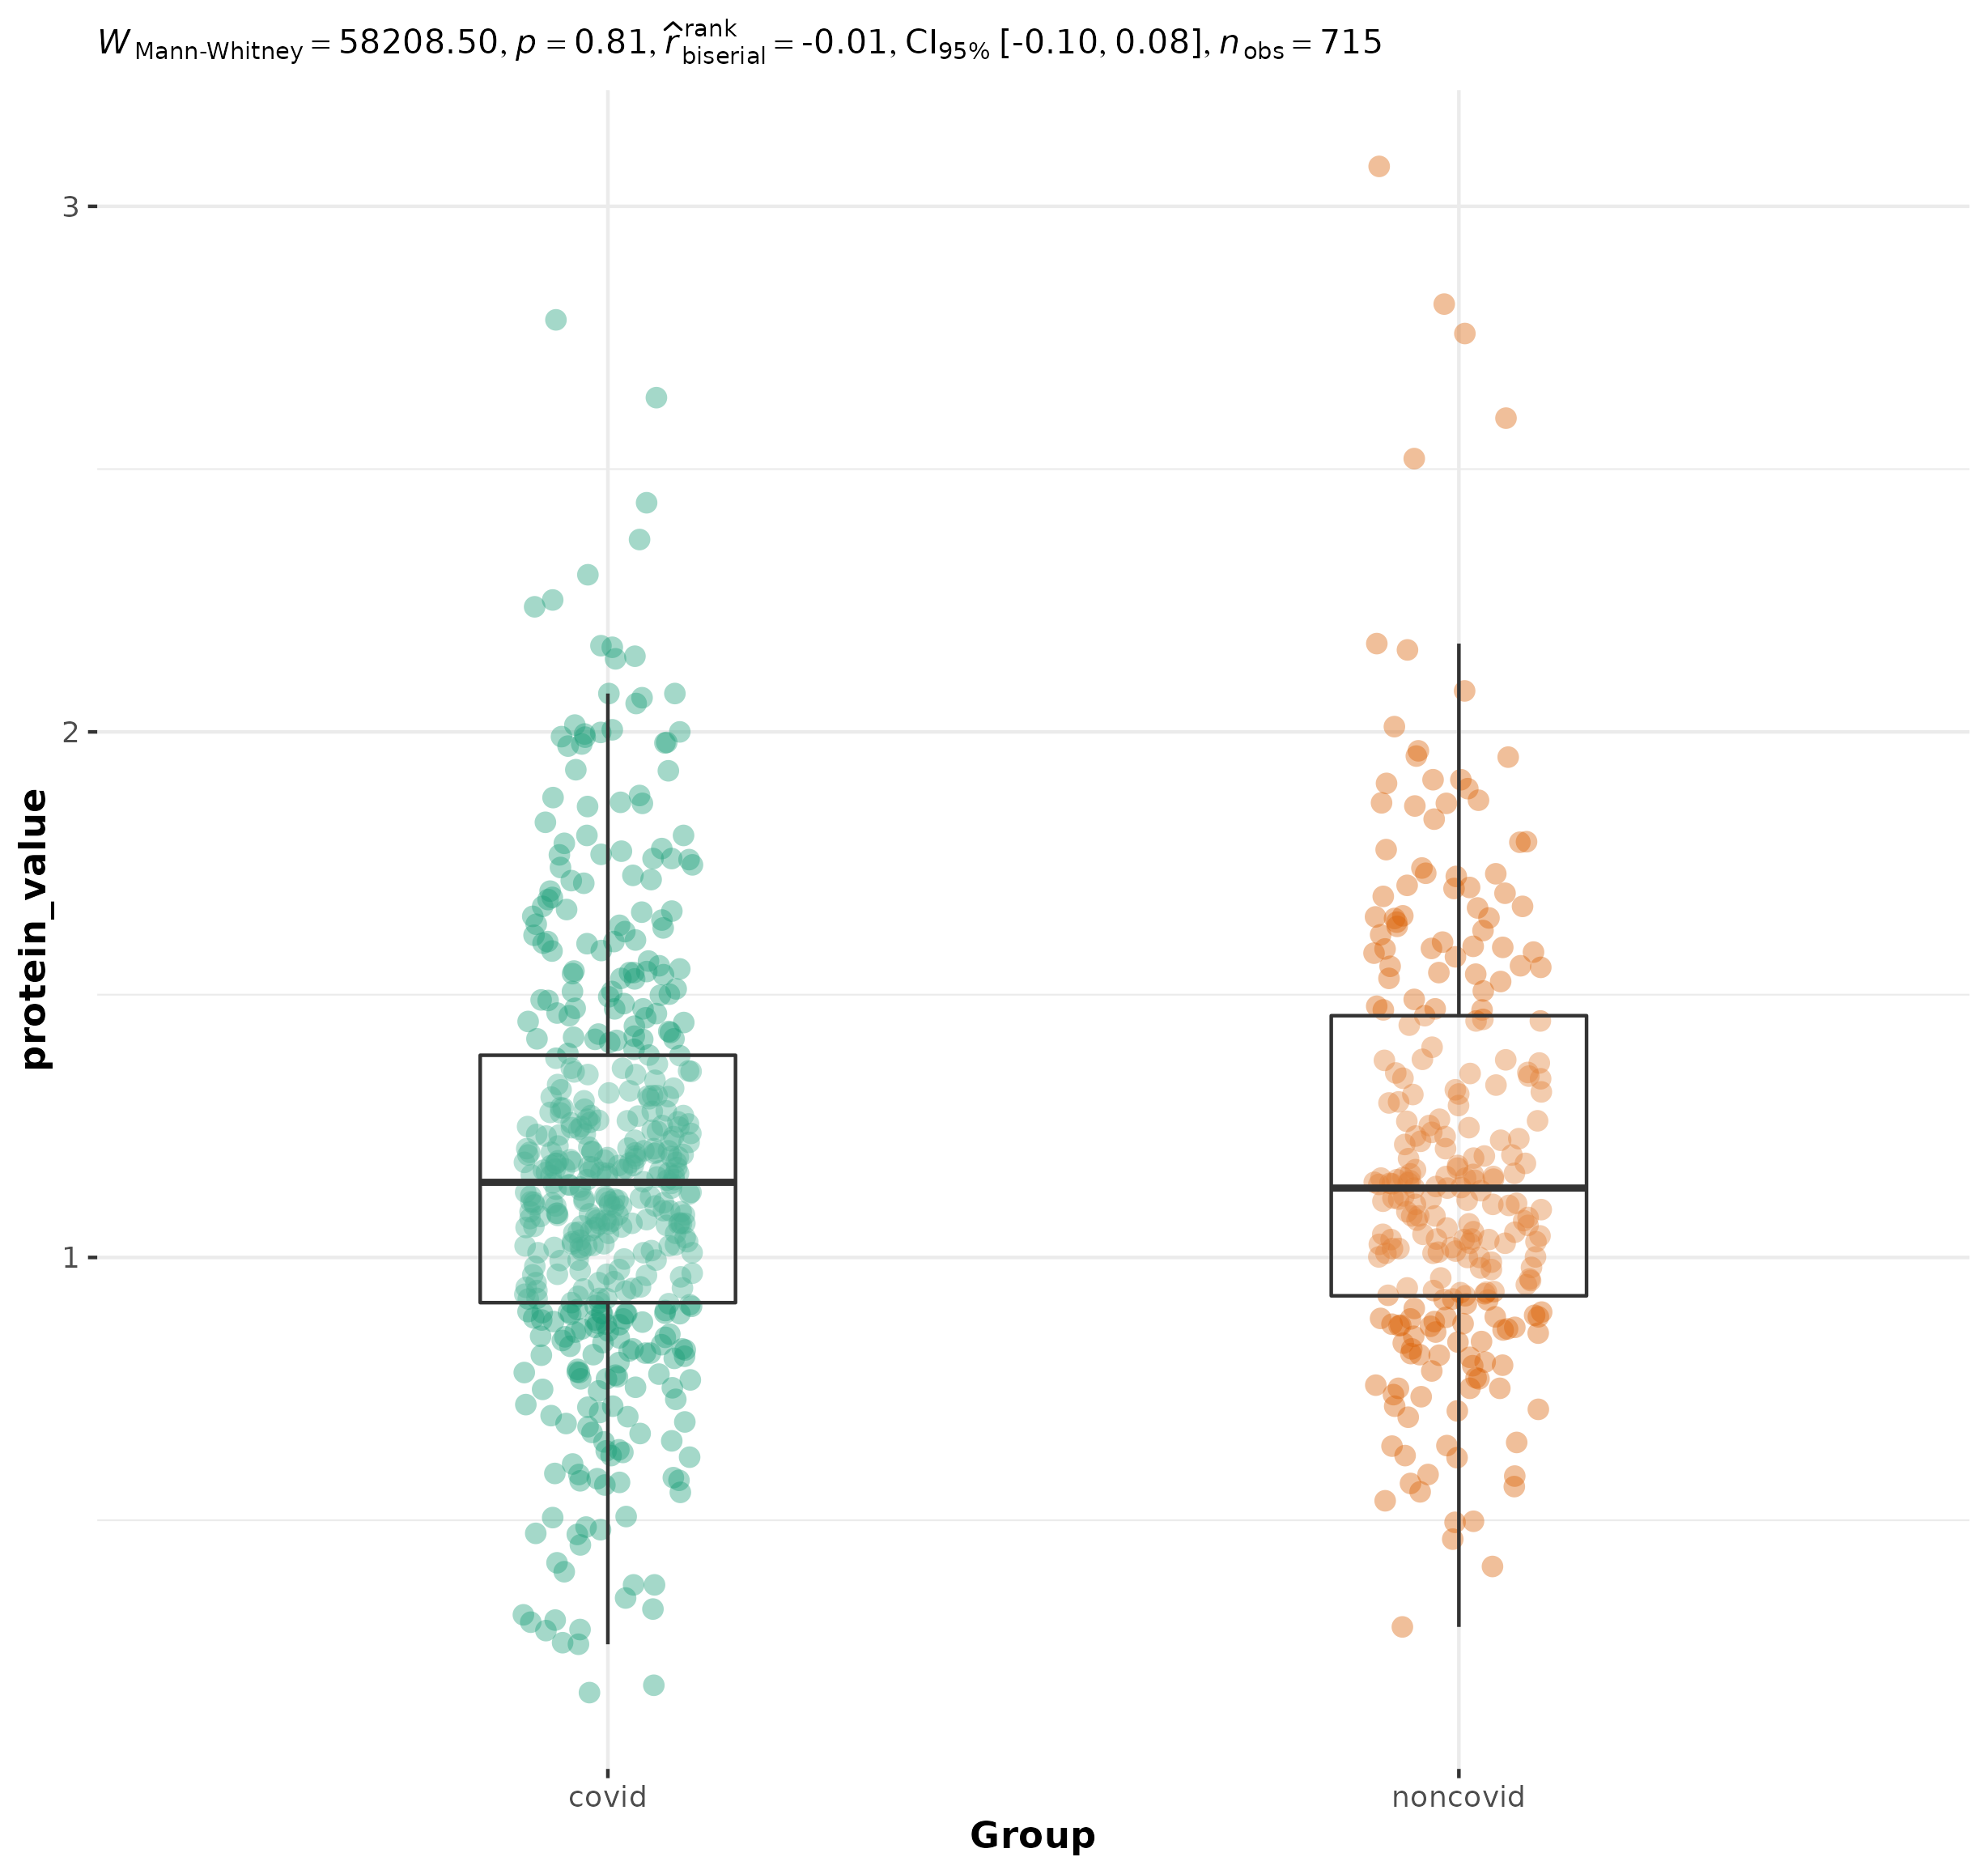 W Mann-Whitney = 58208.50, p = 0.81, r̂ rank biserial = -0.01, CI95% [-0.10, 0.08], n obs = 715
3
2
1
protein_value
covid noncovid
Group